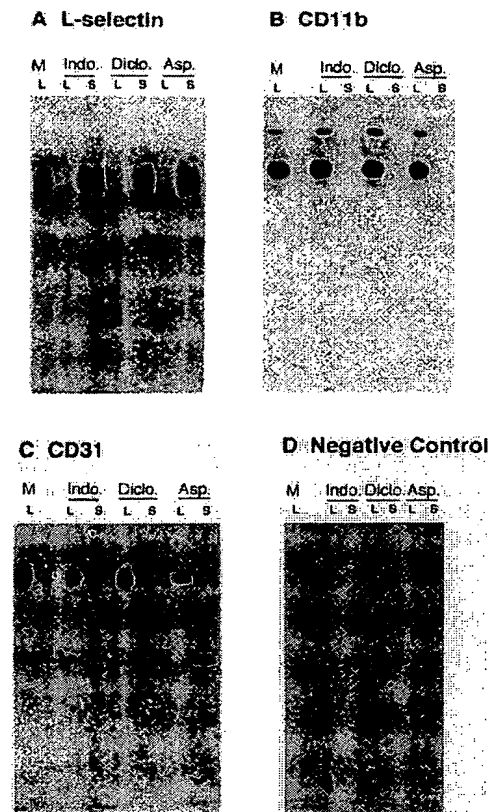 A L-selectin
M Indo. Diclo. Asp.
L L S L S L S
B CD11b
M Indo. Diclo. Asp.
L L S L S L S
C CD31
M Indo. Diclo. Asp.
L L S L S L S
D Negative Control
M Indo. Diclo. Asp.
L L S L S L S